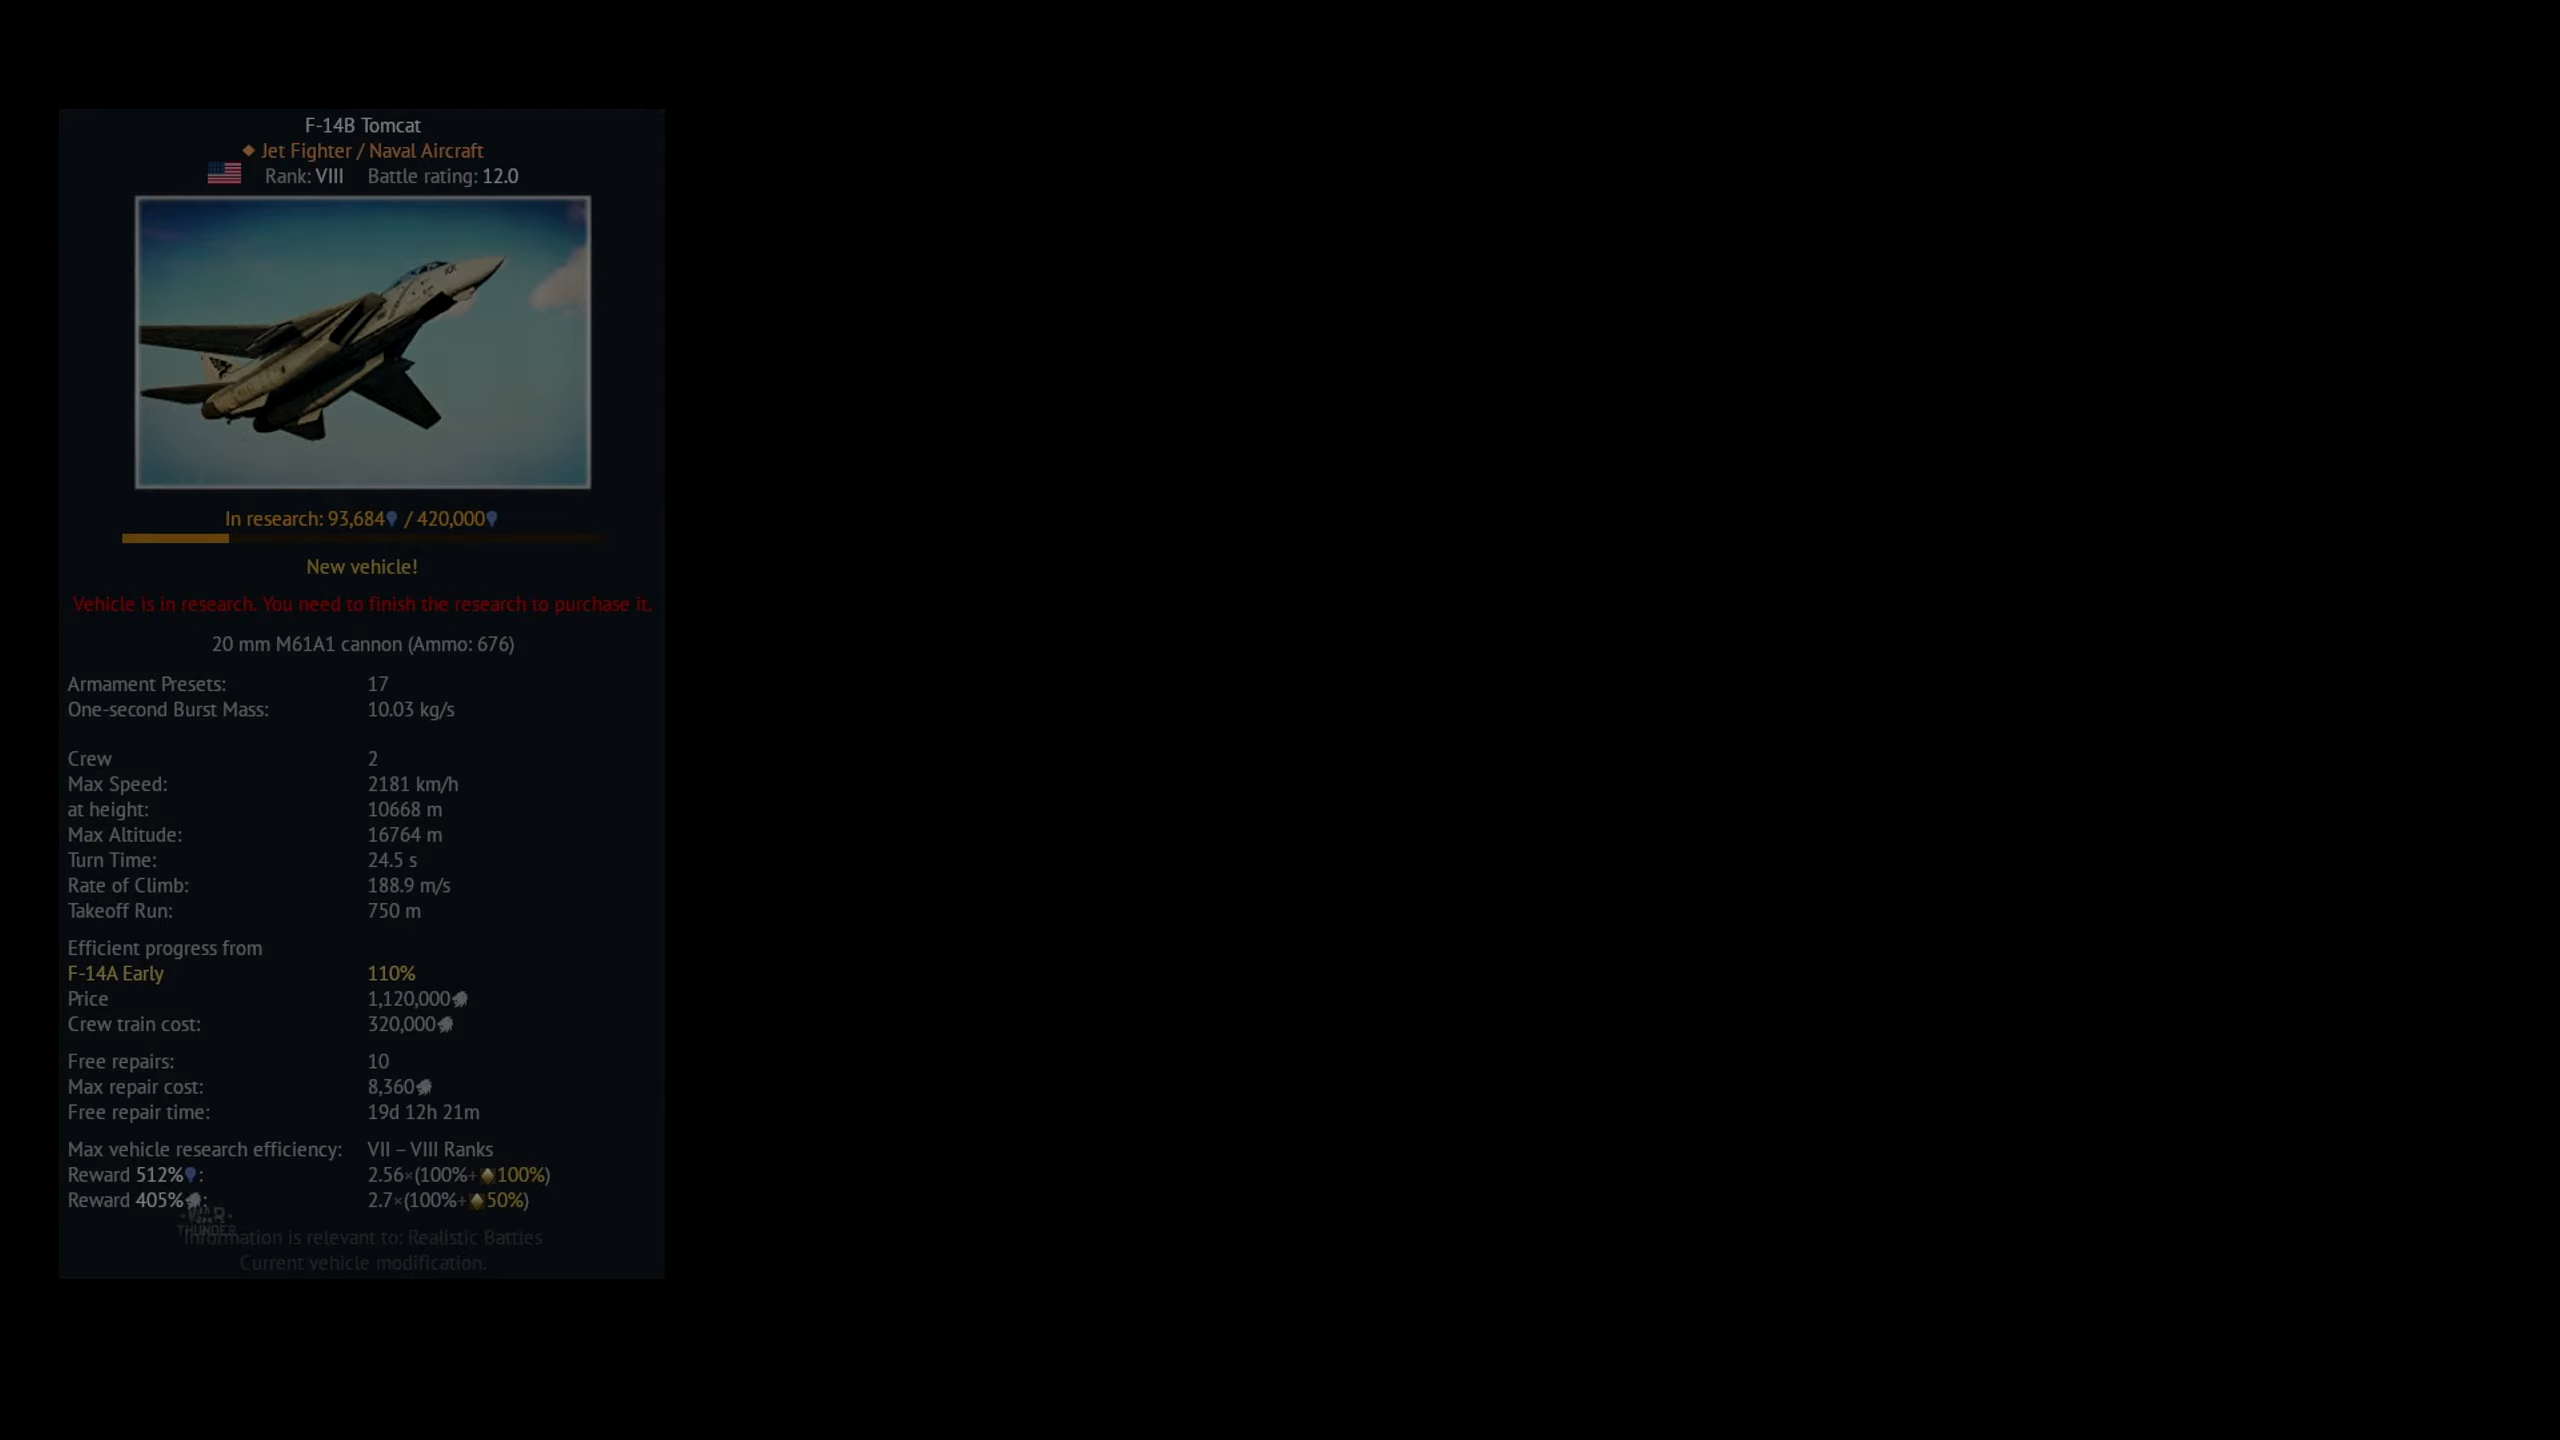 F-14B Tomcat
Jet Fighter / Naval Aircraft
Rank: VIII Battle rating: 12.0
In research: 93,684 / 420,000
New vehicle!
Vehicle is in research. You need to finish the research to purchase it.
20 mm M61A1 cannon (Ammo: 676)
Armament Presets: 17
One-second Burst Mass: 10.03 kg/s
Crew 2
Max Speed: 2181 km/h
at height: 10668 m
Max Altitude: 16764 m
Turn Time: 24.5 s
Rate of Climb: 188.9 m/s
Takeoff Run: 750 m
Efficient progress from
F-14A Early 110%
Price 1,120,000
Crew train cost: 320,000
Free repairs: 10
Max repair cost: 8,360
Free repair time: 19d 12h 21m
Max vehicle research efficiency: VII – VIII Ranks
Reward 512%: 2.56×(100%+100%)
Reward 405%: 2.7×(100%+50%)
WAR
THUNDER
Information is relevant to: Realistic Battles
Current vehicle modification.